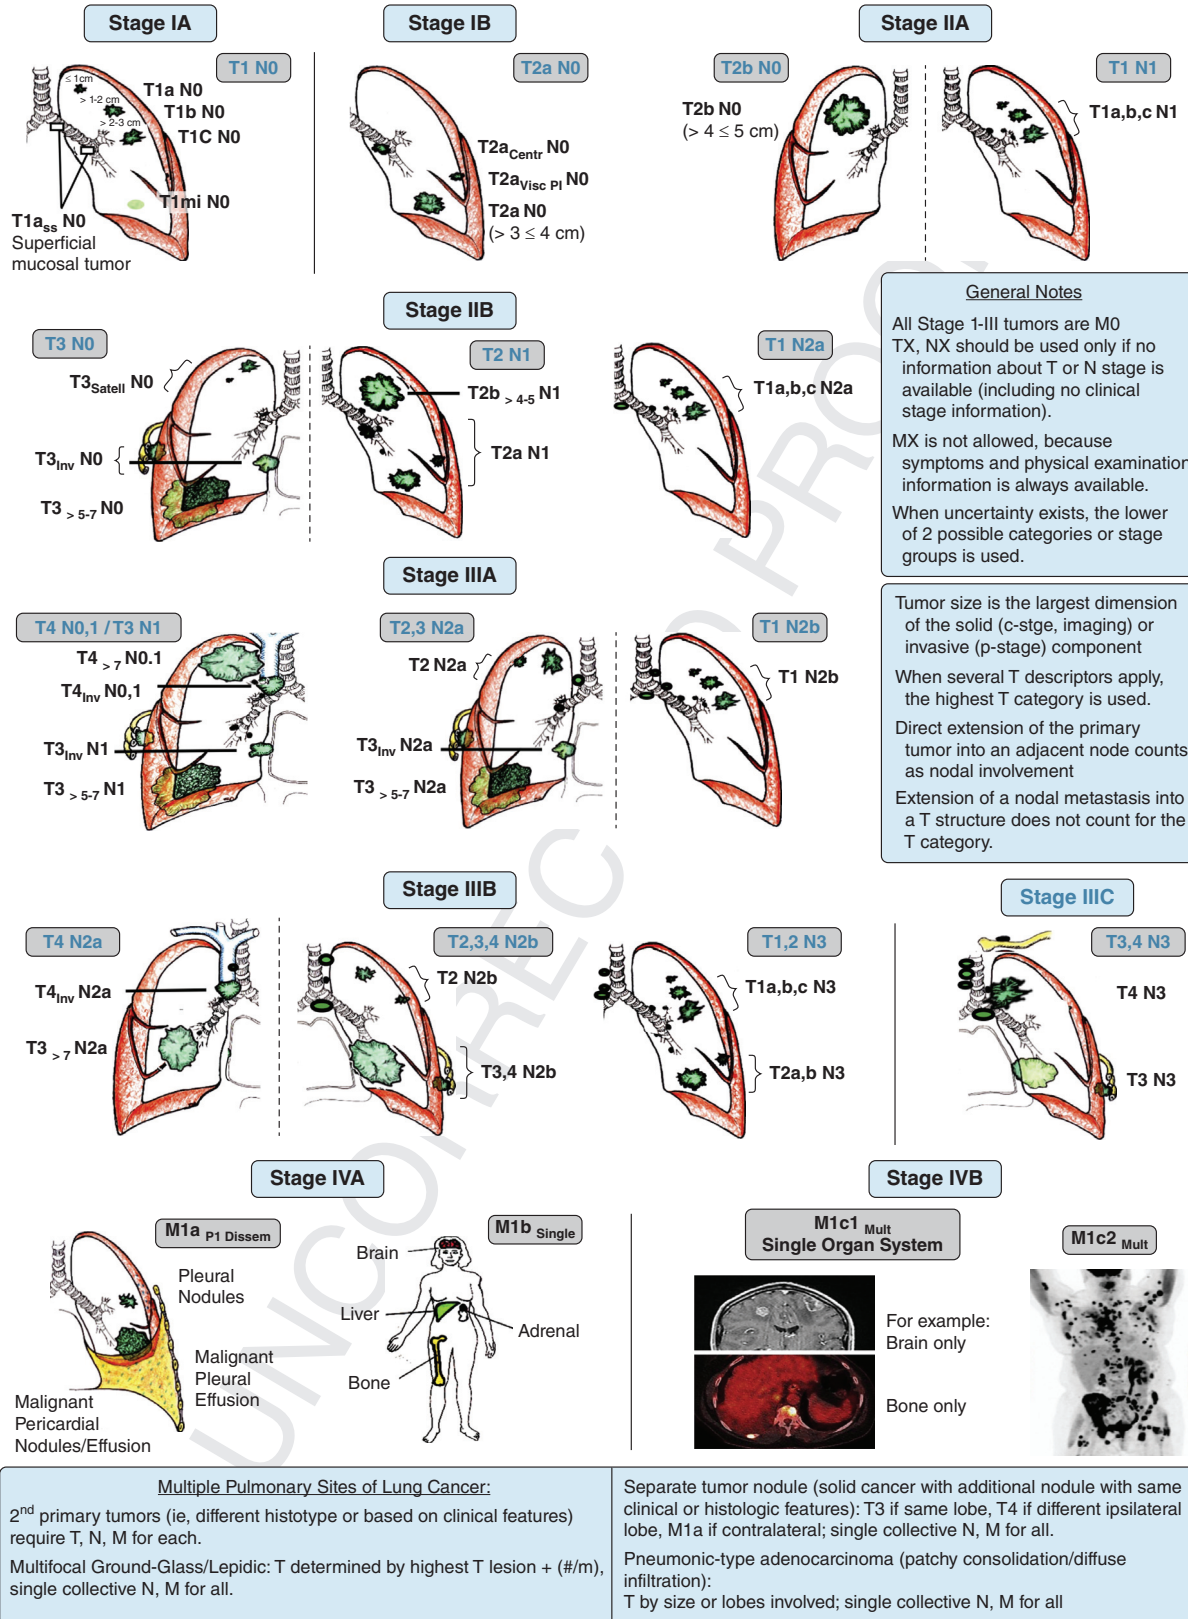 Stage IA
Stage IB
Stage IIA
T1 N0
≤ 1cm
> 1-2 cm
> 2-3 cm
T1a N0
T1b N0
T1C N0
T1mi N0
T1ass N0
Superficial
mucosal tumor
T2a N0
T2aCentr N0
T2aVisc Pl N0
T2a N0
(> 3 ≤ 4 cm)
T2b N0
T2b N0
(> 4 ≤ 5 cm)
T1 N1
T1a,b,c N1
Stage IIB
T3 N0
T3Satell N0
T3Inv N0
T3 > 5-7 N0
T2 N1
T2b > 4-5 N1
T2a N1
T1 N2a
T1a,b,c N2a
General Notes
All Stage 1-III tumors are M0
TX, NX should be used only if no
information about T or N stage is
available (including no clinical
stage information).
MX is not allowed, because
symptoms and physical examination
information is always available.
When uncertainty exists, the lower
of 2 possible categories or stage
groups is used.
Stage IIIA
T4 N0,1 / T3 N1
T4 > 7 N0.1
T4Inv N0,1
T3Inv N1
T3 > 5-7 N1
T2,3 N2a
T2 N2a
T3Inv N2a
T3 > 5-7 N2a
T1 N2b
T1 N2b
Tumor size is the largest dimension
of the solid (c-stge, imaging) or
invasive (p-stage) component
When several T descriptors apply,
the highest T category is used.
Direct extension of the primary
tumor into an adjacent node counts
as nodal involvement
Extension of a nodal metastasis into
a T structure does not count for the
T category.
Stage IIIB
Stage IIIC
T4 N2a
T4Inv N2a
T3 > 7 N2a
T2,3,4 N2b
T2 N2b
T3,4 N2b
T1,2 N3
T1a,b,c N3
T2a,b N3
T3,4 N3
T4 N3
T3 N3
Stage IVA
Stage IVB
M1a P1 Dissem
Pleural
Nodules
Malignant
Pleural
Effusion
Malignant
Pericardial
Nodules/Effusion
M1b Single
Brain
Liver
Adrenal
Bone
M1c1 Mult
Single Organ System
For example:
Brain only
Bone only
M1c2 Mult
Multiple Pulmonary Sites of Lung Cancer:
2nd primary tumors (ie, different histotype or based on clinical features)
require T, N, M for each.
Multifocal Ground-Glass/Lepidic: T determined by highest T lesion + (#/m),
single collective N, M for all.
Separate tumor nodule (solid cancer with additional nodule with same
clinical or histologic features): T3 if same lobe, T4 if different ipsilateral
lobe, M1a if contralateral; single collective N, M for all.
Pneumonic-type adenocarcinoma (patchy consolidation/diffuse
infiltration):
T by size or lobes involved; single collective N, M for all